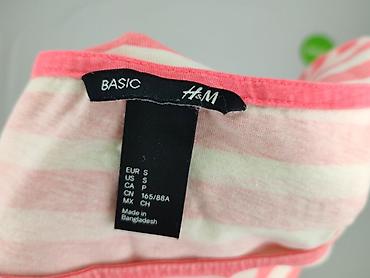 BASIC H&M
EUR S
US S
CA P
CN 165/88A
MX CH
Made in
Bangladesh